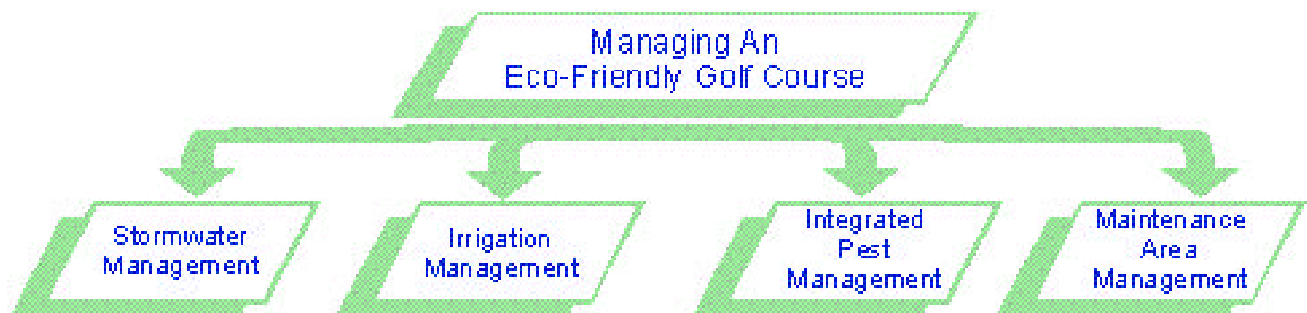 Managing An
Eco-Friendly Golf Course
Stormwater
Management
Irrigation
Management
Integrated
Pest
Management
Maintenance
Area
Management